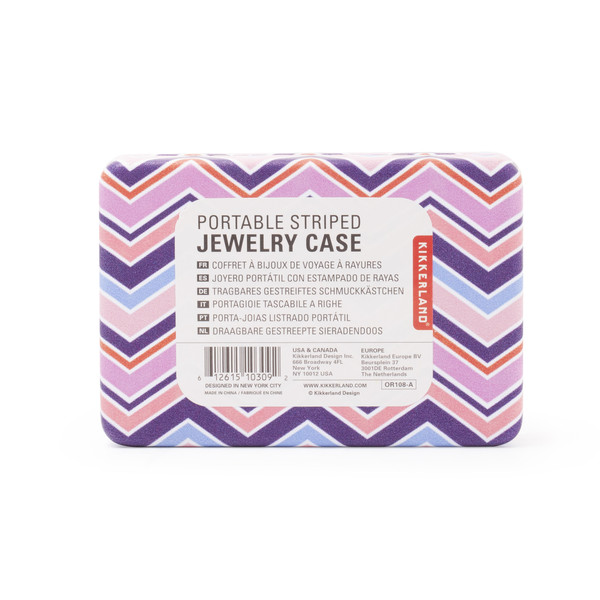 PORTABLE STRIPED
JEWELRY CASE
KIKKERLAND
FR COFFRET À BIJOUX DE VOYAGE À RAYURES
ES JOYERO PORTÁTIL CON ESTAMPADO DE RAYAS
DE TRAGBARES GESTREIFTES SCHMUCKKÄSTCHEN
IT PORTAGIOIE TASCABILE A RIGHE
PT PORTA-JOIAS LISTRADO PORTÁTIL
NL DRAAGBARE GESTREEPTE SIERADENDOOS
6 12615 10309 2
DESIGNED IN NEW YORK CITY
MADE IN CHINA / FABRIQUÉ EN CHINE
USA & CANADA
Kikkerland Design Inc.
666 Broadway 4FL
New York
NY 10012 USA
EUROPE
Kikkerland Europe BV
Beursplein 37
3001DE Rotterdam
The Netherlands
WWW.KIKKERLAND.COM
OR108-A
© Kikkerland Design